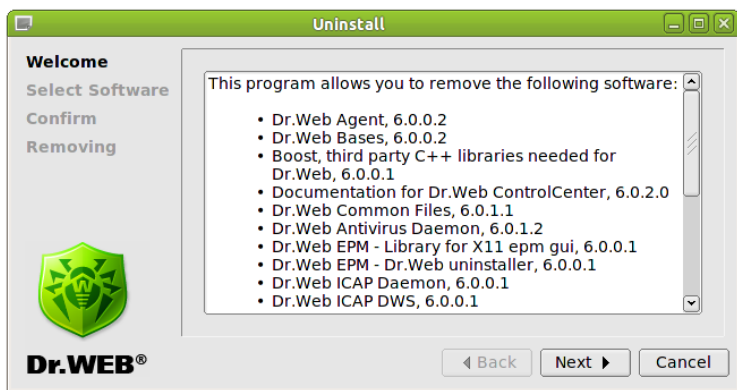 Uninstall
Welcome
Select Software
Confirm
Removing
This program allows you to remove the following software:
• Dr.Web Agent, 6.0.0.2
• Dr.Web Bases, 6.0.0.2
• Boost, third party C++ libraries needed for
Dr.Web, 6.0.0.1
• Documentation for Dr.Web ControlCenter, 6.0.2.0
• Dr.Web Common Files, 6.0.1.1
• Dr.Web Antivirus Daemon, 6.0.1.2
• Dr.Web EPM - Library for X11 epm gui, 6.0.0.1
• Dr.Web EPM - Dr.Web uninstaller, 6.0.0.1
• Dr.Web ICAP Daemon, 6.0.0.1
• Dr.Web ICAP DWS, 6.0.0.1
Dr.WEB®
Back
Next
Cancel